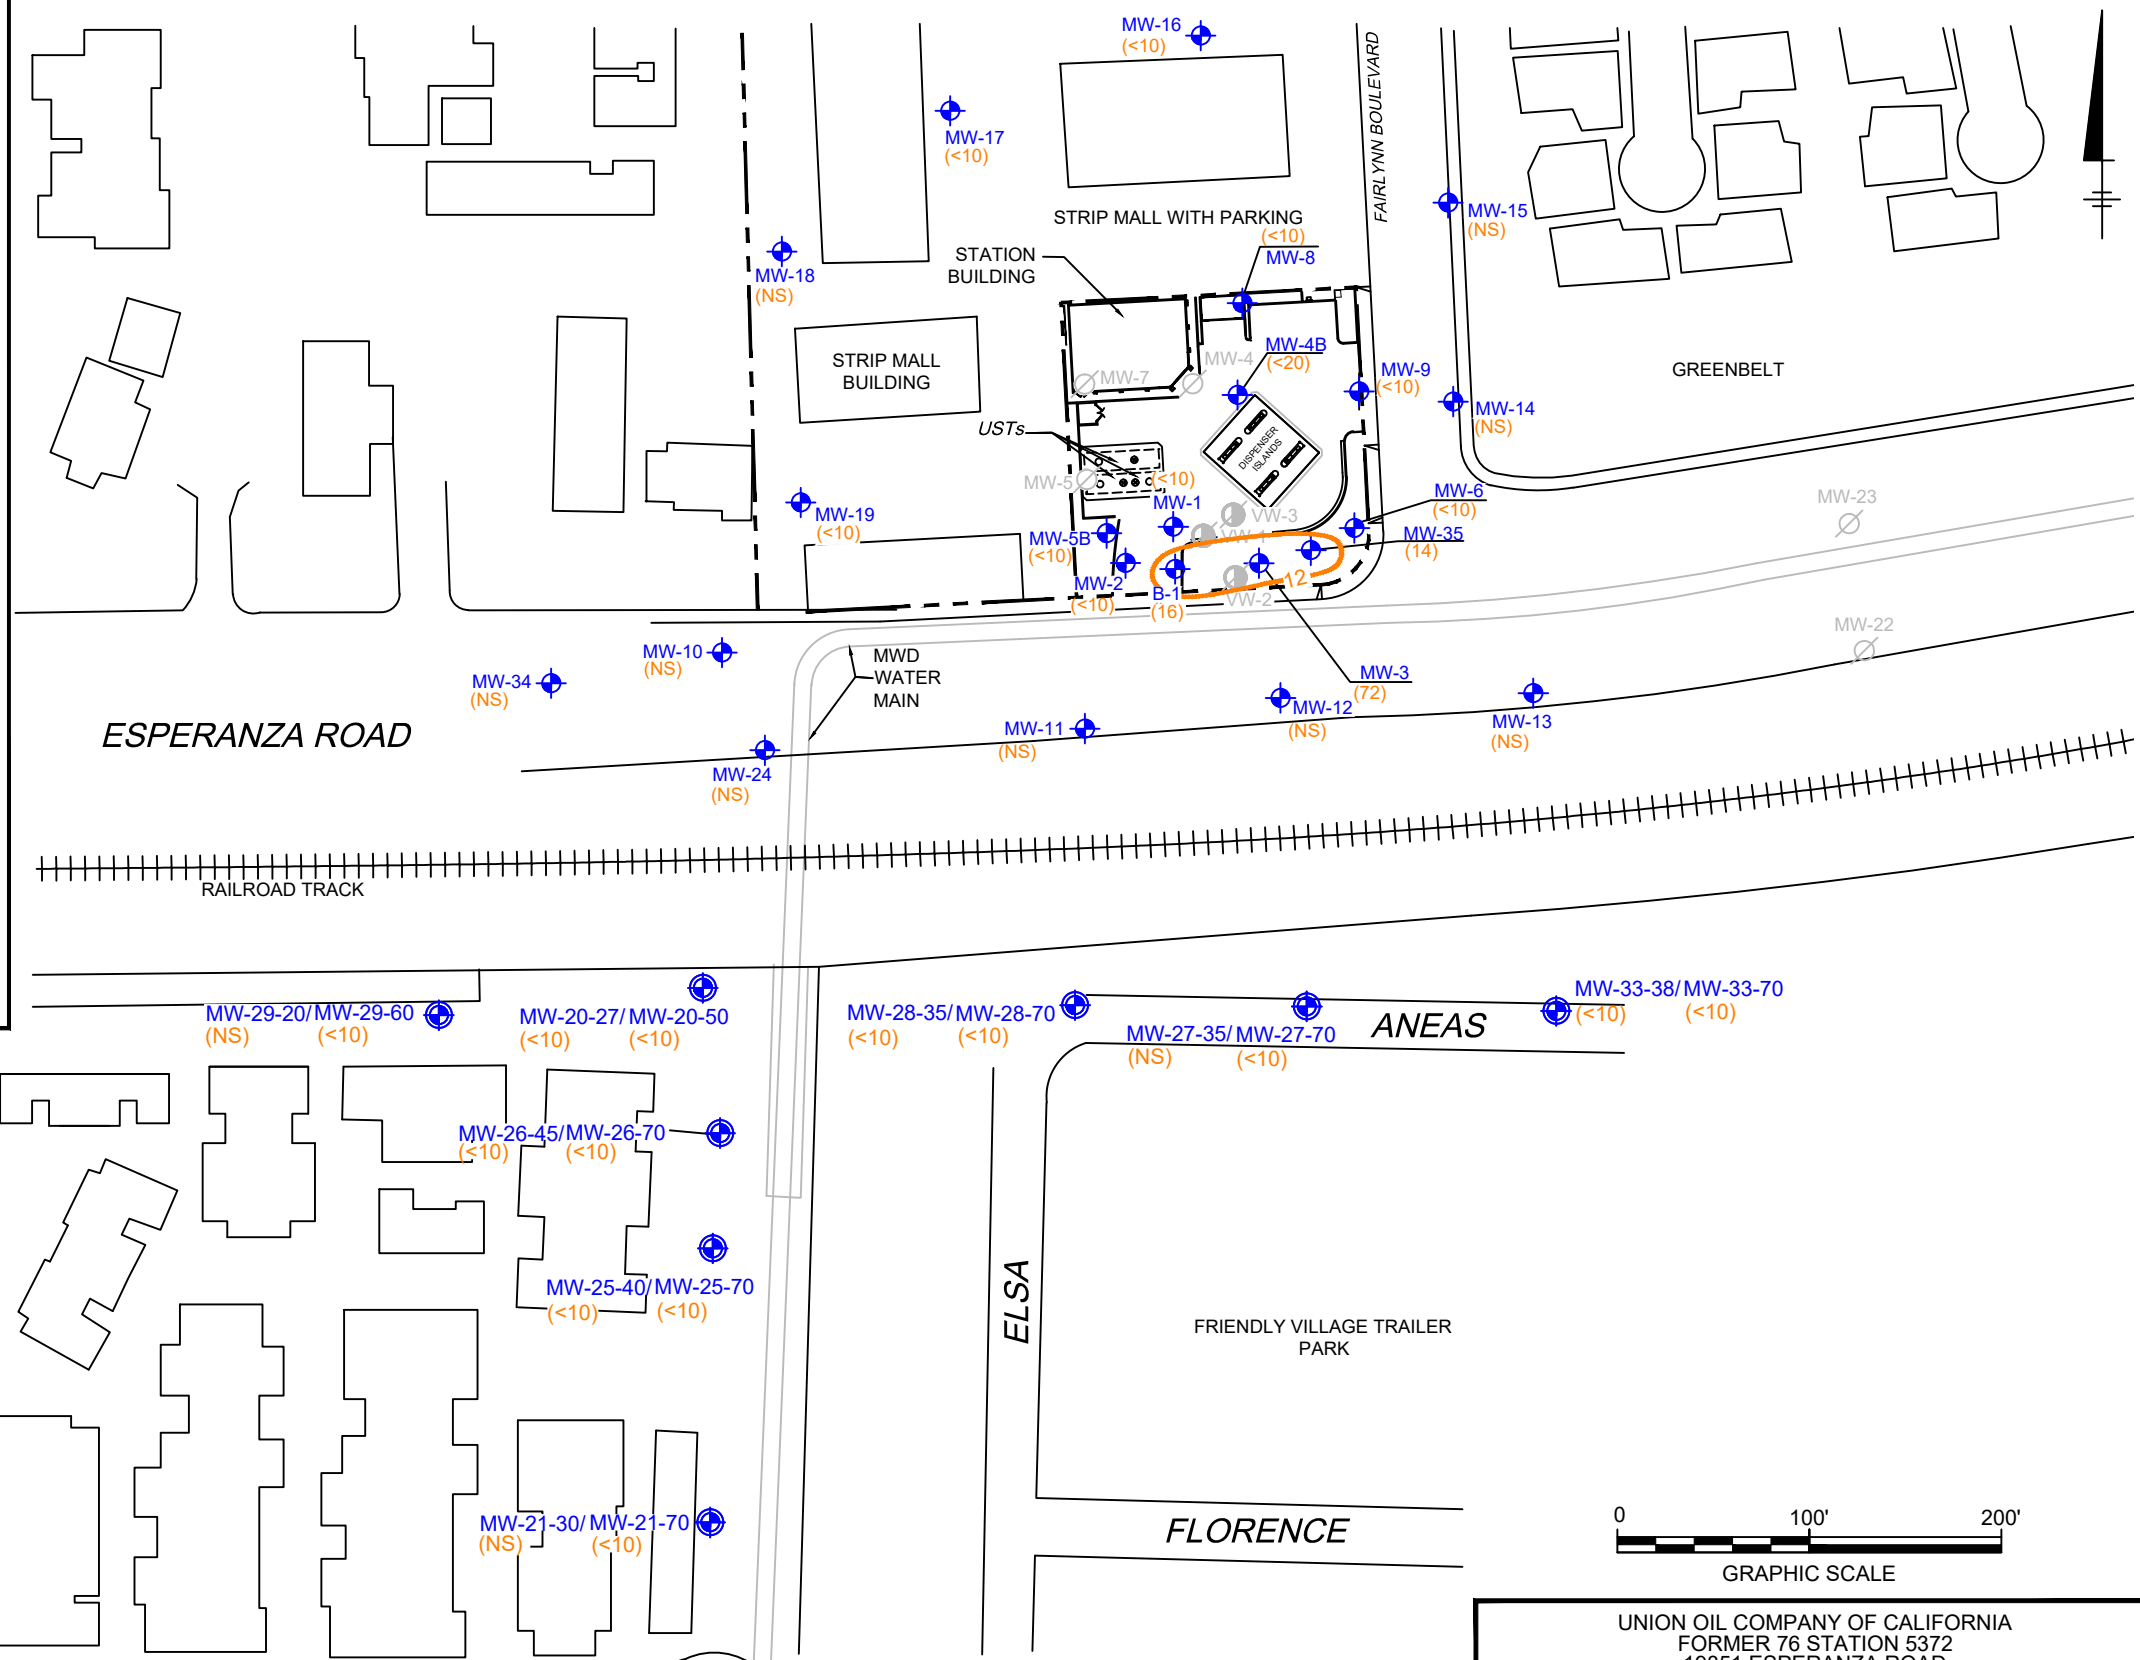 MW-16
(<10)
MW-17
(<10)
FAIRLYNN BOULEVARD
MW-15
(NS)
STRIP MALL WITH PARKING
(<10)
MW-8
STATION
BUILDING
MW-18
(NS)
STRIP MALL
BUILDING
MW-7
MW-4
MW-4B
(<20)
MW-9
(<10)
GREENBELT
MW-14
(NS)
USTs
DISPENSER
ISLANDS
MW-5
(<10)
MW-1
MW-6
(<10)
MW-23
MW-19
(<10)
VW-3
VW-1
MW-5B
(<10)
MW-35
(14)
MW-2
(<10)
B-1
(16)
12
VW-2
MW-22
MW-10
(NS)
MW-34
(NS)
MWD
WATER
MAIN
MW-3
(72)
MW-12
(NS)
MW-13
(NS)
MW-11
(NS)
ESPERANZA ROAD
MW-24
(NS)
RAILROAD TRACK
MW-29-20/MW-29-60
(NS) (<10)
MW-20-27/MW-20-50
(<10) (<10)
MW-28-35/MW-28-70
(<10) (<10)
MW-27-35/MW-27-70
(NS) (<10)
ANEAS
MW-33-38/MW-33-70
(<10) (<10)
MW-26-45/MW-26-70
(<10) (<10)
MW-25-40/MW-25-70
(<10) (<10)
ELSA
FRIENDLY VILLAGE TRAILER
PARK
MW-21-30/MW-21-70
(NS) (<10)
FLORENCE
0 100' 200'
GRAPHIC SCALE
UNION OIL COMPANY OF CALIFORNIA
FORMER 76 STATION 5372
19851 ESPERANZA ROAD